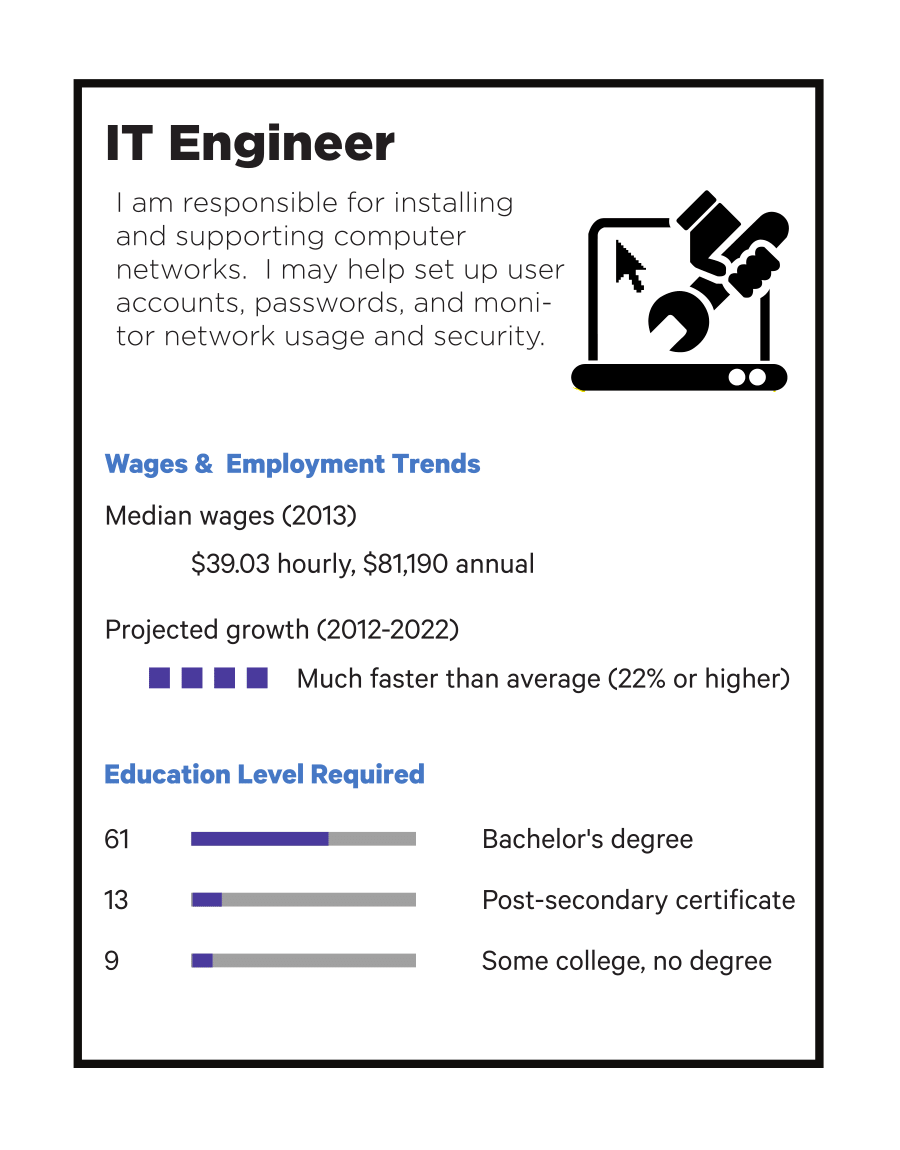 IT Engineer
I am responsible for installing
and supporting computer
networks.  I may help set up user
accounts, passwords, and moni-
tor network usage and security.
Wages &  Employment Trends
Median wages (2013)
$39.03 hourly, $81,190 annual
Projected growth (2012-2022)
Much faster than average (22% or higher)
Education Level Required
61 Bachelor's degree
13 Post-secondary certificate
9 Some college, no degree